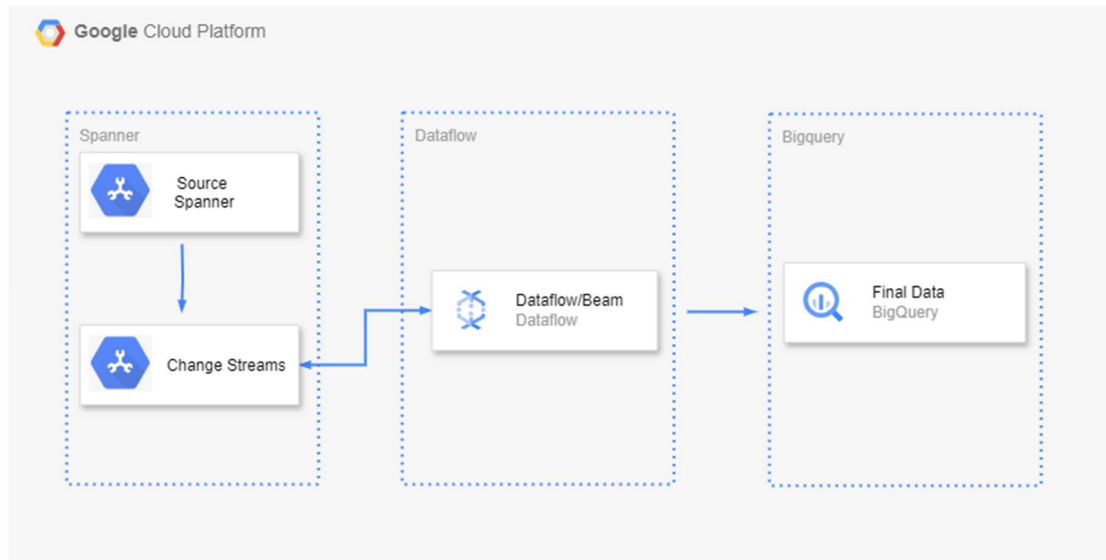 Google Cloud Platform
Spanner
Source
Spanner
Change Streams
Dataflow
Dataflow/Beam
Dataflow
Bigquery
Final Data
BigQuery